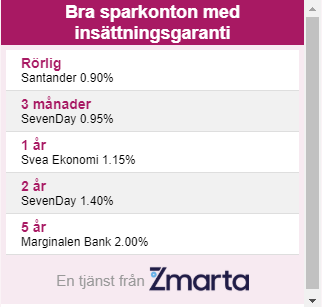 Bra sparkonton med
insättningsgaranti
Rörlig
Santander 0.90%
3 månader
SevenDay 0.95%
1 år
Svea Ekonomi 1.15%
2 år
SevenDay 1.40%
5 år
Marginalen Bank 2.00%
En tjänst från Zmarta